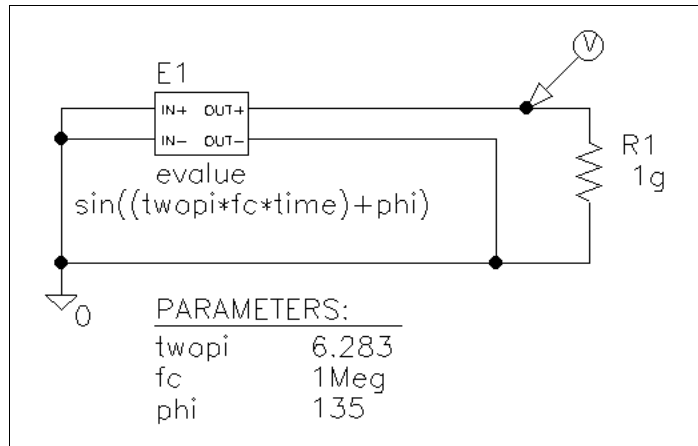 V
E1
IN+ OUT+
IN- OUT-
evalue
sin((twopi*fc*time)+phi)
R1
1g
0
PARAMETERS:
twopi 6.283
fc 1Meg
phi 135